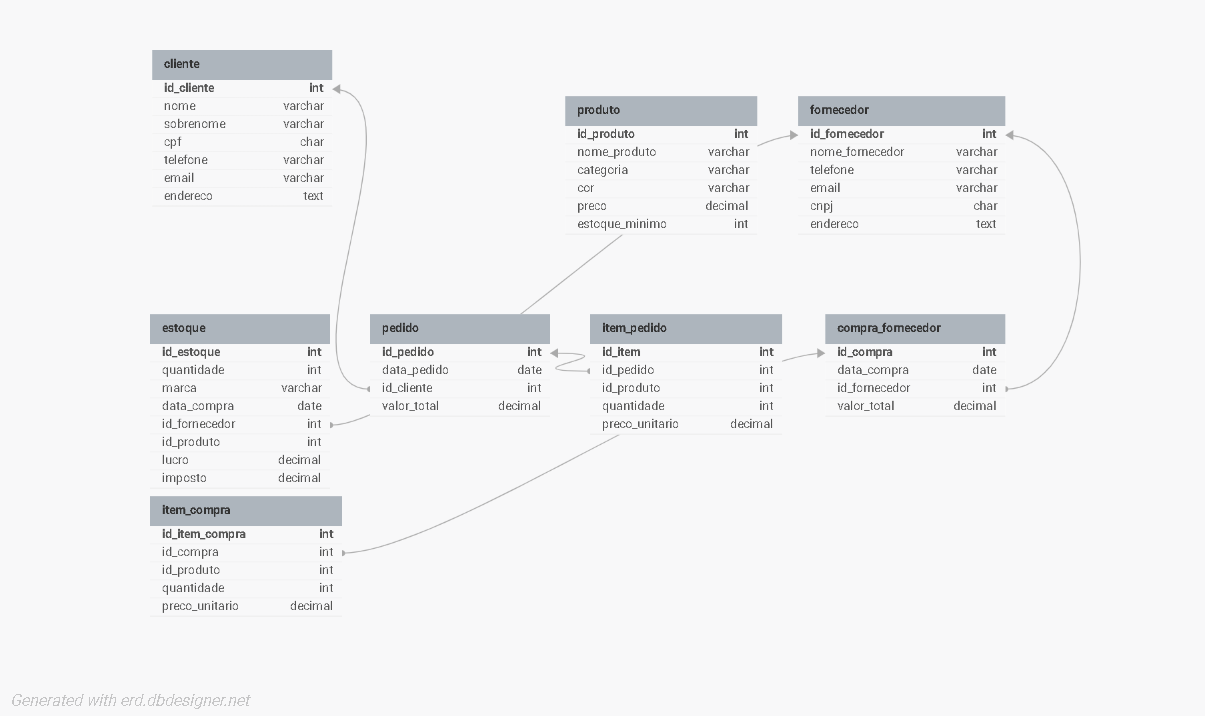 cliente
id_cliente int
nome varchar
sobrenome varchar
cpf char
telefone varchar
email varchar
endereco text
produto
id_produto int
nome_produto varchar
categoria varchar
cor varchar
preco decimal
estoque_minimo int
fornecedor
id_fornecedor int
nome_fornecedor varchar
telefone varchar
email varchar
cnpj char
endereco text
estoque
id_estoque int
quantidade int
marca varchar
data_compra date
id_fornecedor int
id_produto int
lucro decimal
imposto decimal
pedido
id_pedido int
data_pedido date
id_cliente int
valor_total decimal
item_pedido
id_item int
id_pedido int
id_produto int
quantidade int
preco_unitario decimal
compra_fornecedor
id_compra int
data_compra date
id_fornecedor int
valor_total decimal
item_compra
id_item_compra int
id_compra int
id_produto int
quantidade int
preco_unitario decimal
Generated with erd.dbdesigner.net